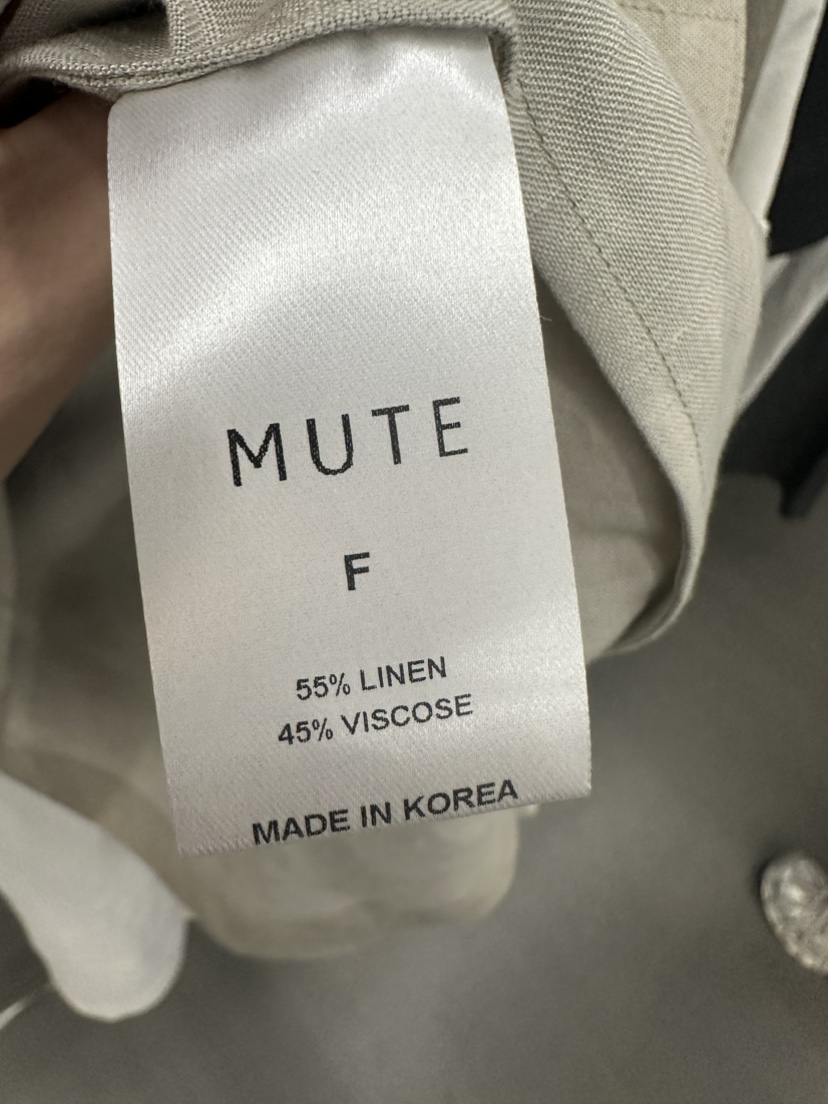 MUTE
F
55% LINEN
45% VISCOSE
MADE IN KOREA